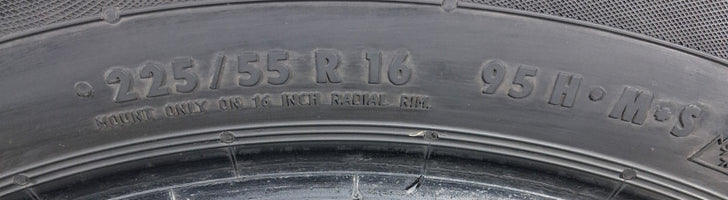 • 225/55 R 16 95 H • M+S
MOUNT ONLY ON 16 INCH RADIAL RIM.